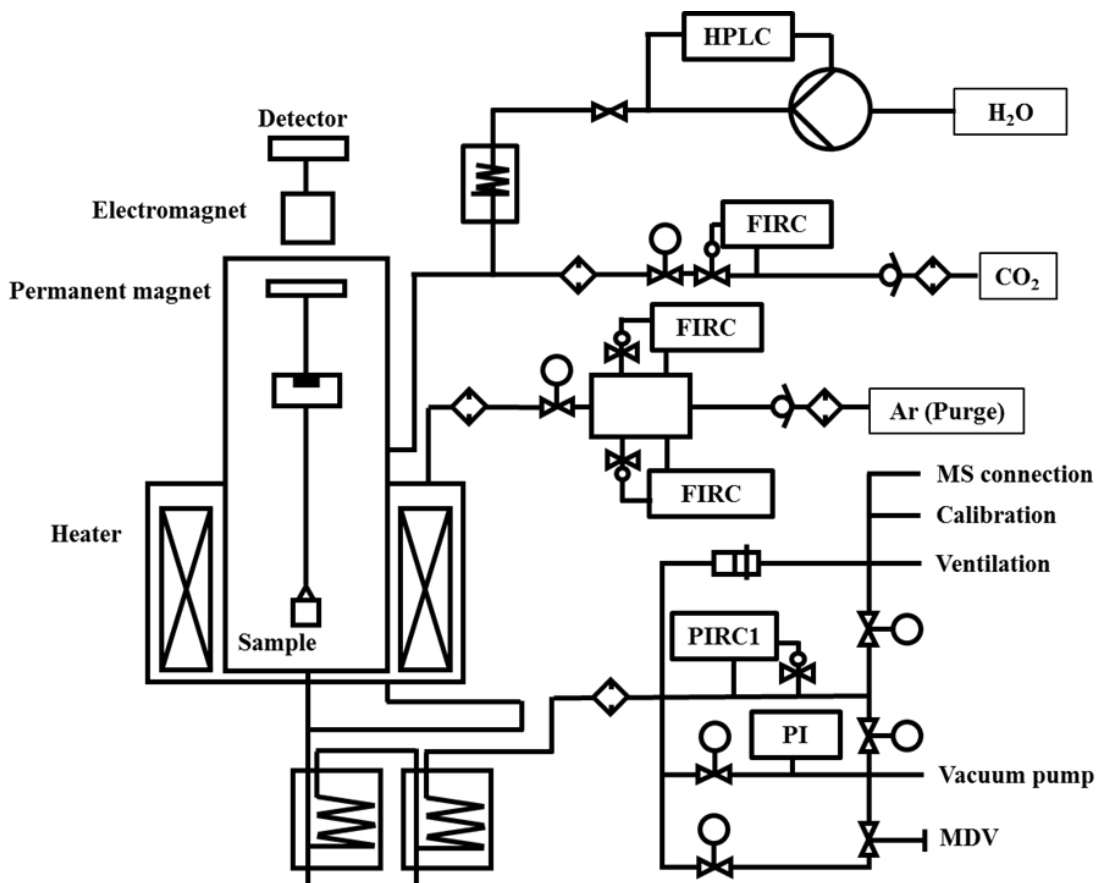 HPLC
H₂O
Detector
Electromagnet
FIRC
CO₂
Permanent magnet
FIRC
Ar (Purge)
FIRC
MS connection
Calibration
Heater
Ventilation
PIRC1
Sample
PI
Vacuum pump
MDV